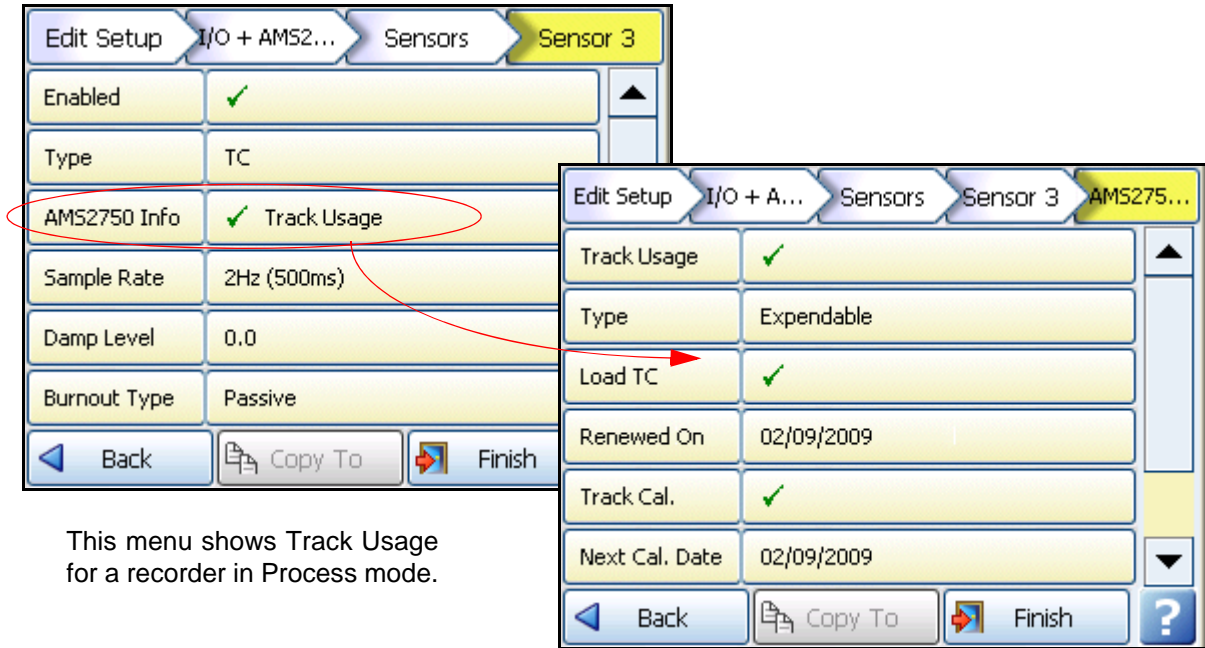 Edit Setup I/O + AMS2... Sensors Sensor 3
Enabled
Type TC
AMS2750 Info Track Usage
Sample Rate 2Hz (500ms)
Damp Level 0.0
Burnout Type Passive
Back Copy To Finish
This menu shows Track Usage
for a recorder in Process mode.
Edit Setup I/O + A... Sensors Sensor 3 AMS275...
Track Usage
Type Expendable
Load TC
Renewed On 02/09/2009
Track Cal.
Next Cal. Date 02/09/2009
Back Copy To Finish ?